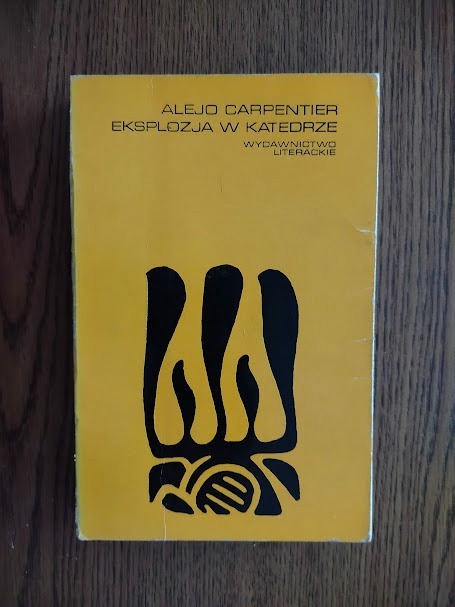 ALEJO CARPENTIER
EKSPLOZJA W KATEDRZE
WYDAWNICTWO
LITERACKIE